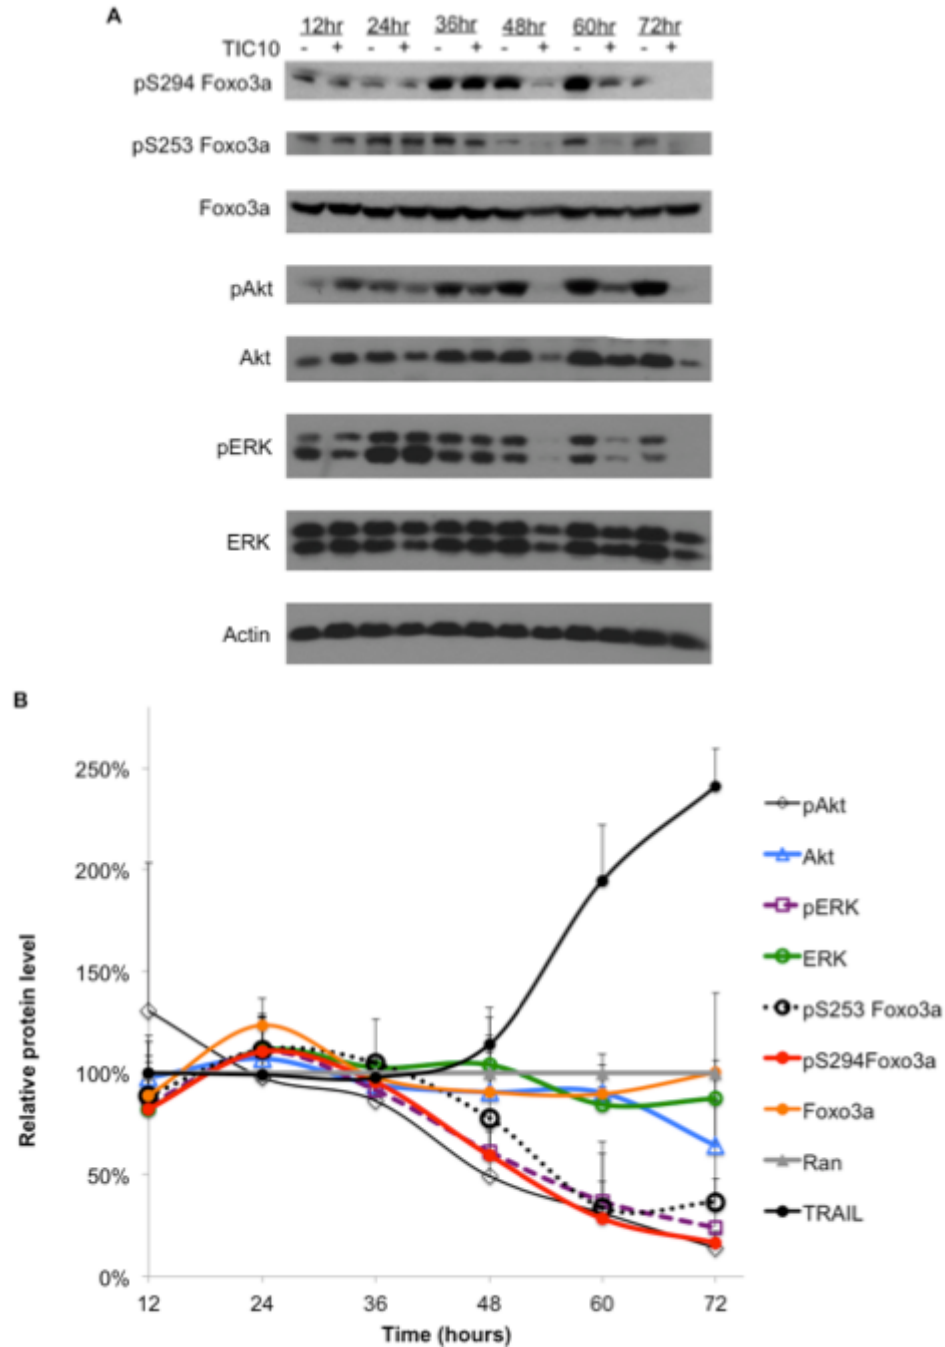 A
12hr 24hr 36hr 48hr 60hr 72hr
TIC10 - + - + - + - + - + - +
pS294 Foxo3a
pS253 Foxo3a
Foxo3a
pAkt
Akt
pERK
ERK
Actin
B
Relative protein level
250%
200%
150%
100%
50%
0%
12 24 36 48 60 72
Time (hours)
pAkt
Akt
pERK
ERK
pS253 Foxo3a
pS294Foxo3a
Foxo3a
Ran
TRAIL